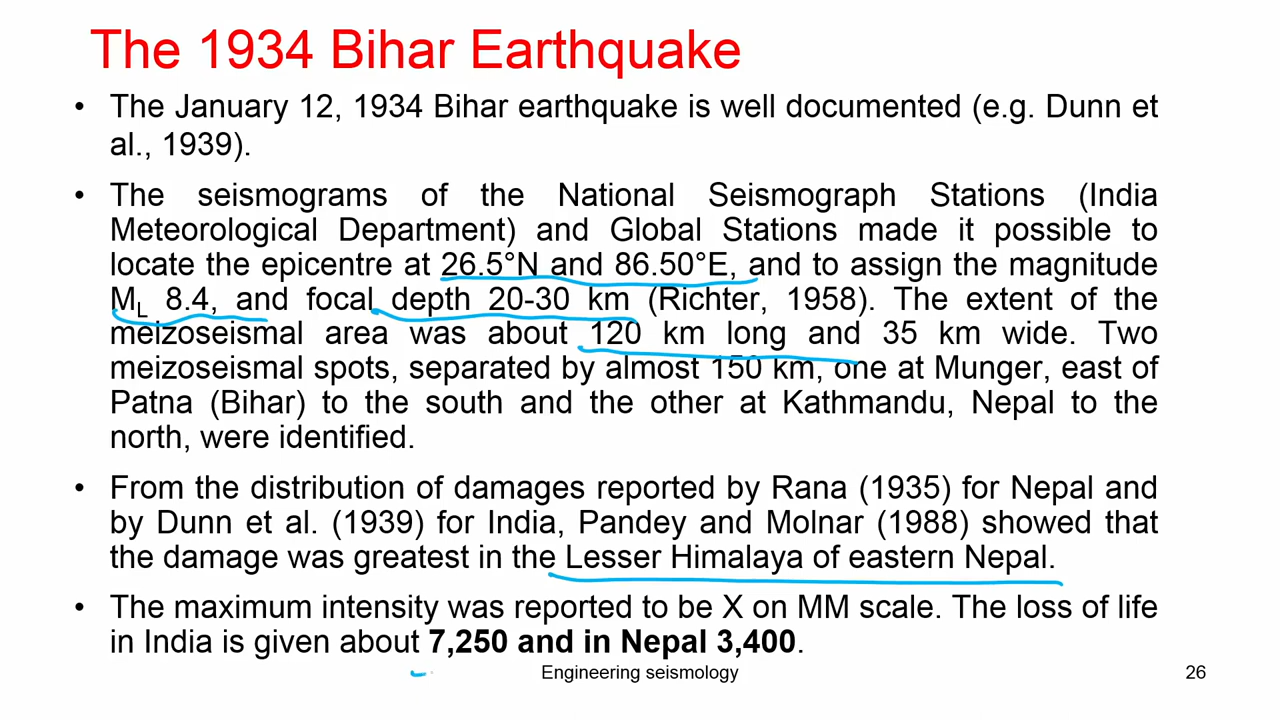 The 1934 Bihar Earthquake
• The January 12, 1934 Bihar earthquake is well documented (e.g. Dunn et
al., 1939).
• The seismograms of the National Seismograph Stations (India
Meteorological Department) and Global Stations made it possible to
locate the epicentre at 26.5°N and 86.50°E, and to assign the magnitude
M_L 8.4, and focal depth 20-30 km (Richter, 1958). The extent of the
meizoseismal area was about 120 km long and 35 km wide. Two
meizoseismal spots, separated by almost 150 km, one at Munger, east of
Patna (Bihar) to the south and the other at Kathmandu, Nepal to the
north, were identified.
• From the distribution of damages reported by Rana (1935) for Nepal and
by Dunn et al. (1939) for India, Pandey and Molnar (1988) showed that
the damage was greatest in the Lesser Himalaya of eastern Nepal.
• The maximum intensity was reported to be X on MM scale. The loss of life
in India is given about 7,250 and in Nepal 3,400.
Engineering seismology
26